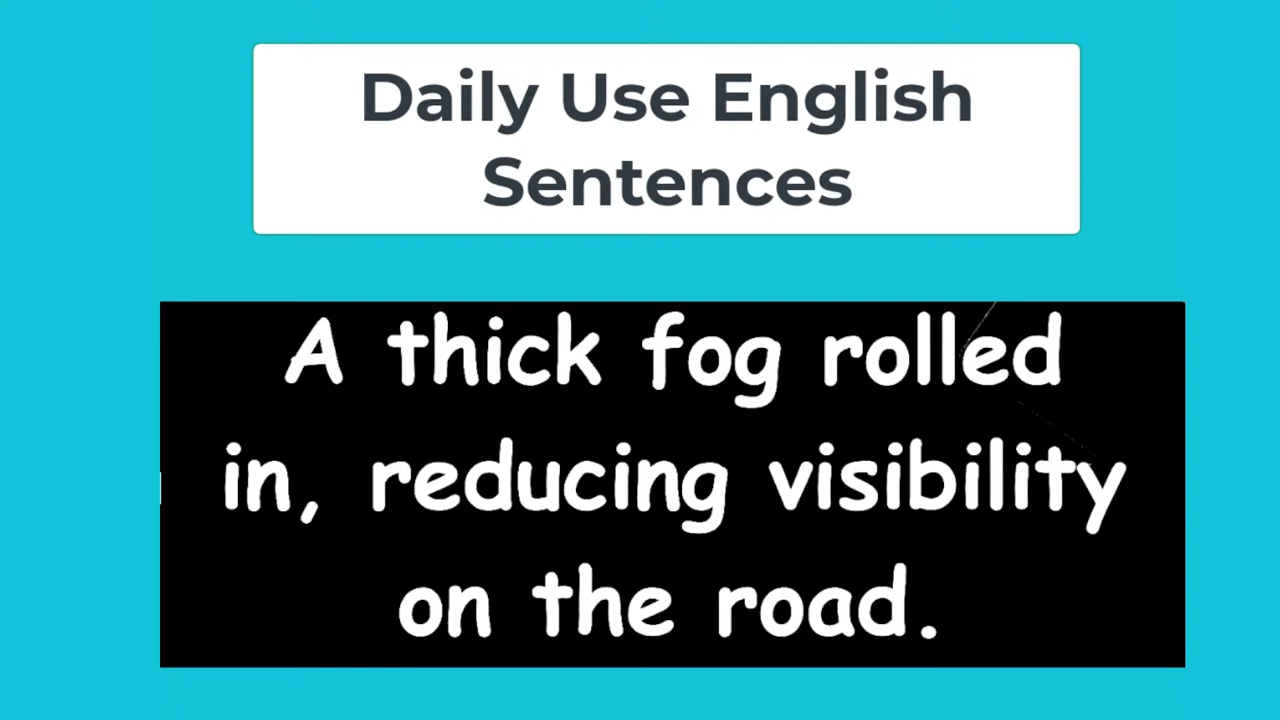 Daily Use English
Sentences
A thick fog rolled
in, reducing visibility
on the road.